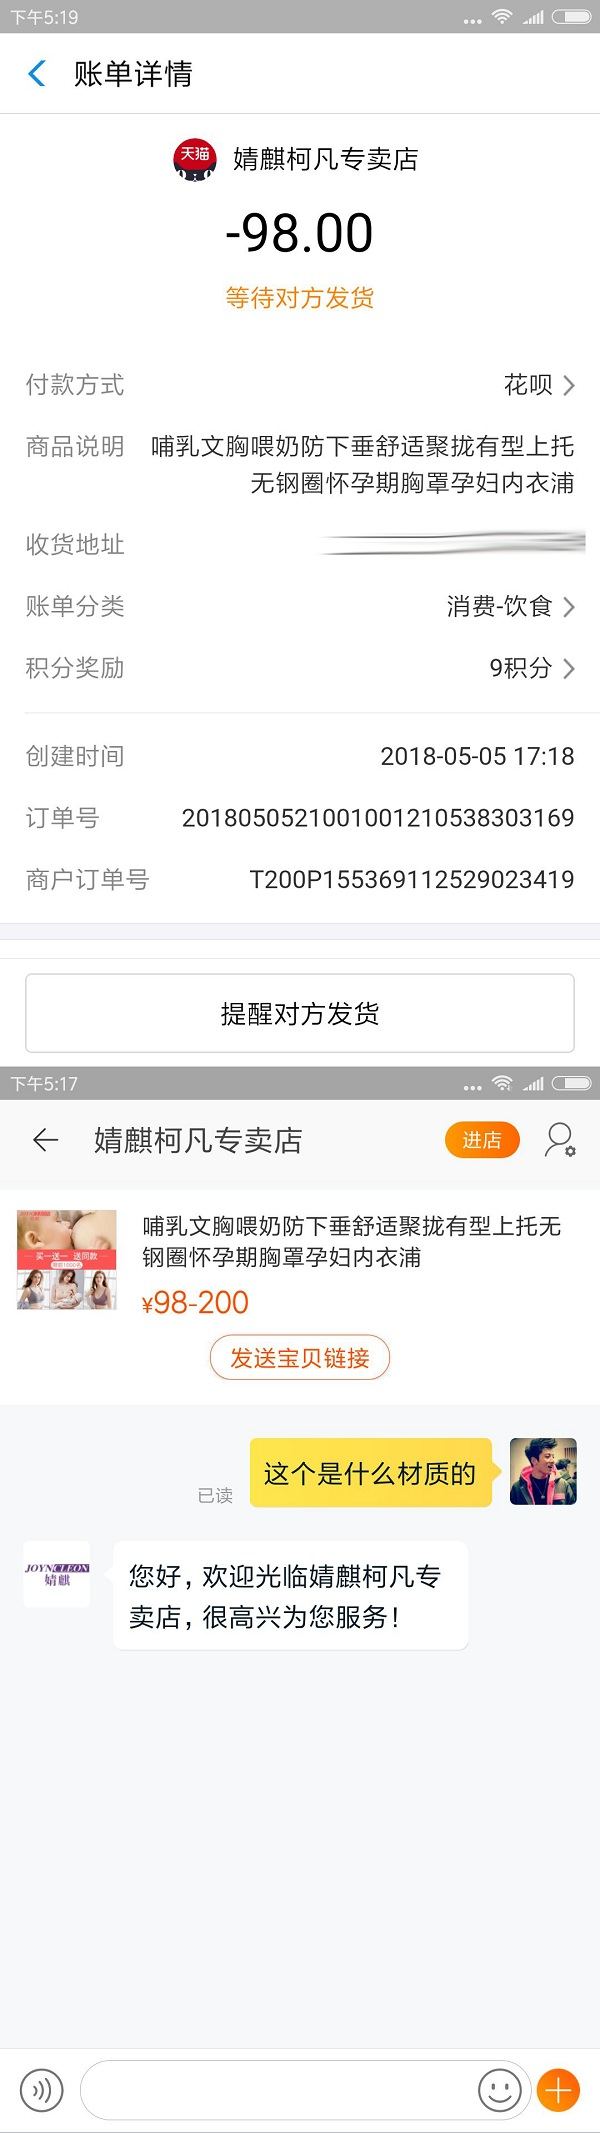 下午5:19
账单详情
天猫
婧麒柯凡专卖店
-98.00
等待对方发货
付款方式 花呗
商品说明 哺乳文胸喂奶防下垂舒适聚拢有型上托
无钢圈怀孕期胸罩孕妇内衣浦
收货地址
账单分类 消费-饮食
积分奖励 9积分
创建时间 2018-05-05 17:18
订单号 2018050521001001210538303169
商户订单号 T200P155369112529023419
提醒对方发货
下午5:17
婧麒柯凡专卖店 进店
哺乳文胸喂奶防下垂舒适聚拢有型上托无
钢圈怀孕期胸罩孕妇内衣浦
买一送一 送同款
¥98-200
发送宝贝链接
这个是什么材质的
已读
JOYNCLEON
婧麒
您好，欢迎光临婧麒柯凡专
卖店，很高兴为您服务！